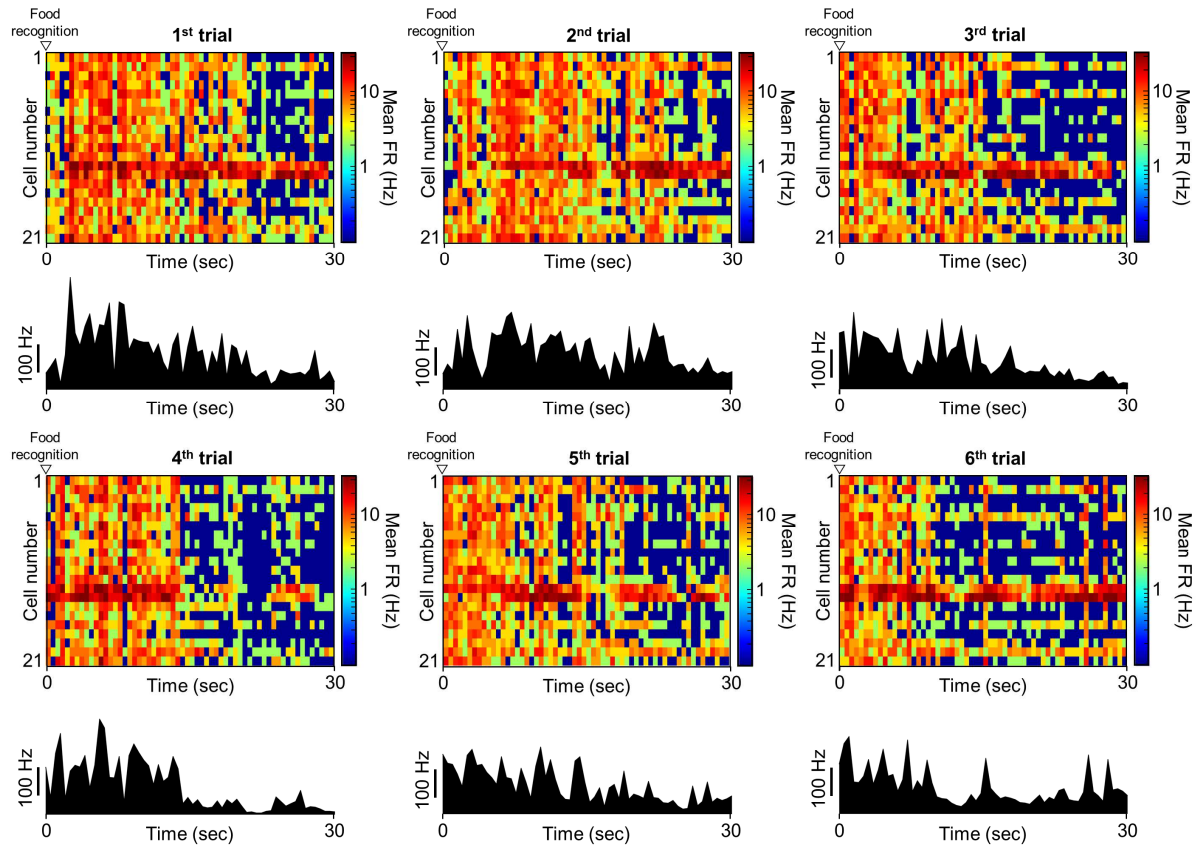 Food
recognition
1st trial
1
Cell number
21
0
Time (sec)
30
10
1
Mean FR (Hz)
Food
recognition
2nd trial
1
Cell number
21
0
Time (sec)
30
10
1
Mean FR (Hz)
Food
recognition
3rd trial
1
Cell number
21
0
Time (sec)
30
10
1
Mean FR (Hz)
100 Hz
0
Time (sec)
30
100 Hz
0
Time (sec)
30
100 Hz
0
Time (sec)
30
Food
recognition
4th trial
1
Cell number
21
0
Time (sec)
30
10
1
Mean FR (Hz)
Food
recognition
5th trial
1
Cell number
21
0
Time (sec)
30
10
1
Mean FR (Hz)
Food
recognition
6th trial
1
Cell number
21
0
Time (sec)
30
10
1
Mean FR (Hz)
100 Hz
0
Time (sec)
30
100 Hz
0
Time (sec)
30
100 Hz
0
Time (sec)
30